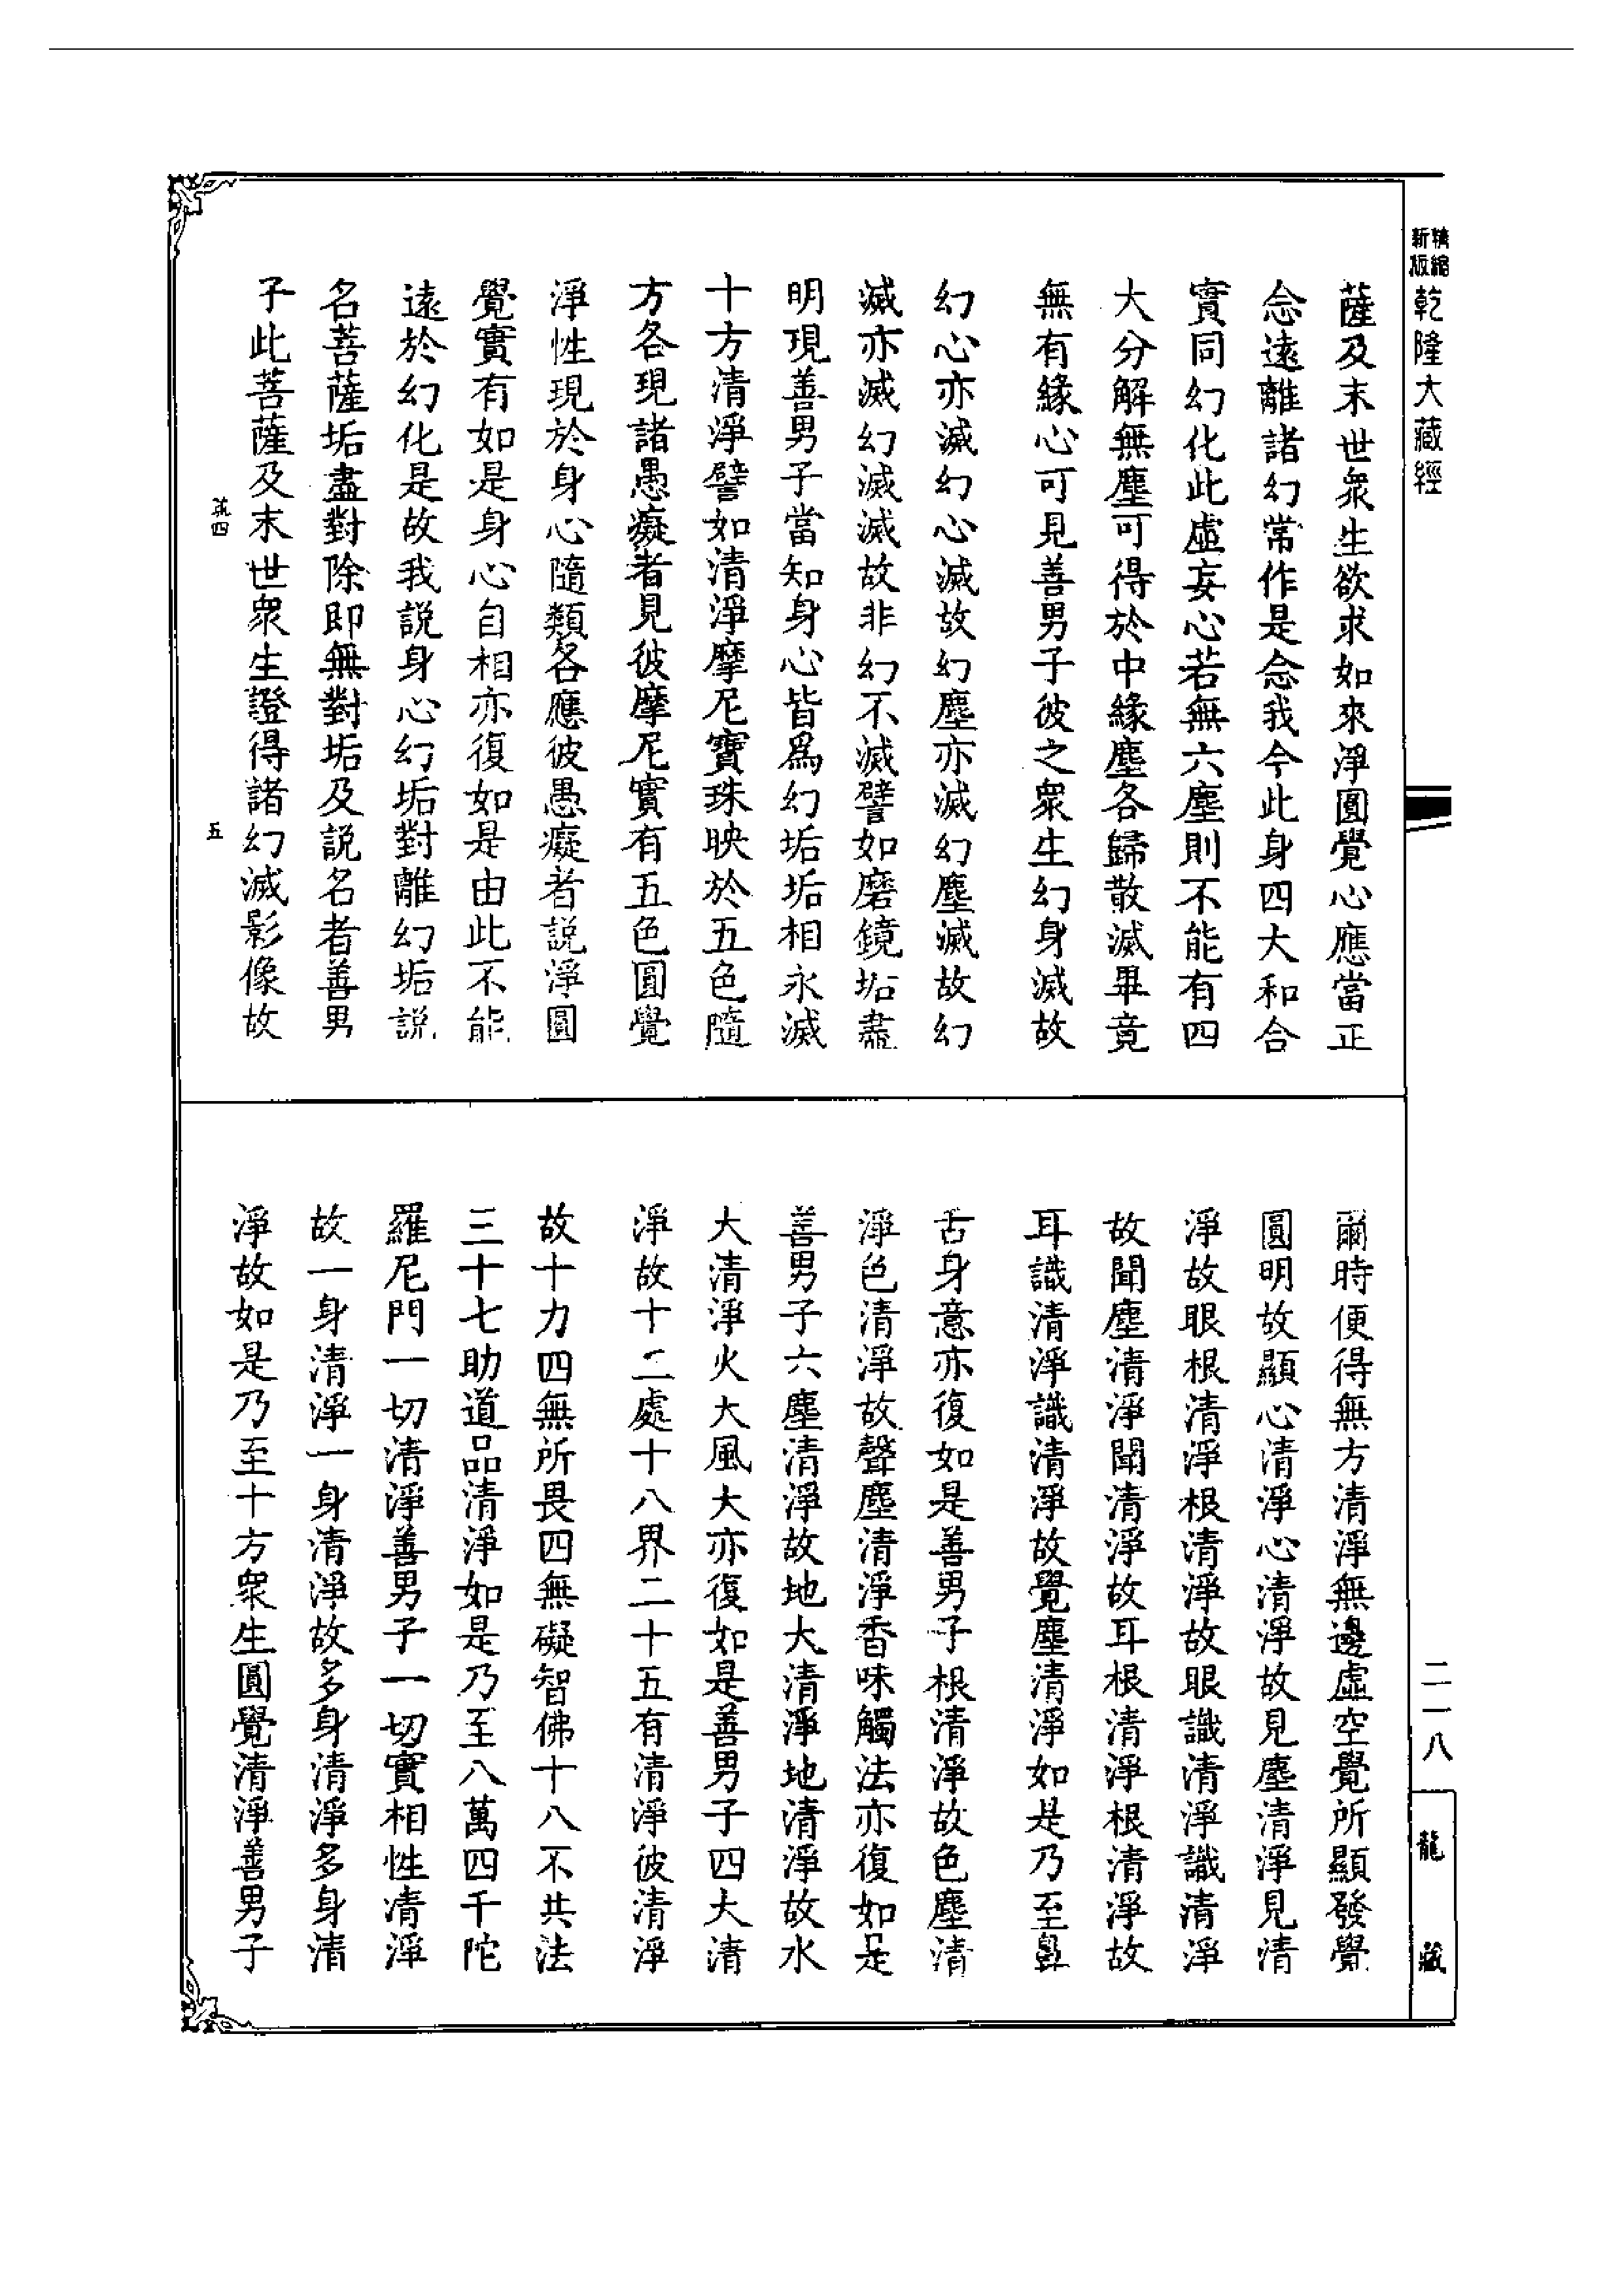 精縮
新版
乾隆大藏經
薩及末世衆生欲求如來淨圓覺心應當正
念遠離諸幻常作是念我今此身四大和合
實同幻化此虛妄心若無六塵則不能有四
大分解無塵可得於中緣塵各歸散滅畢竟
無有緣心可見善男子彼之衆生幻身滅故
幻心亦滅幻心滅故幻塵亦滅幻塵滅故幻
滅亦滅幻滅滅故非幻不滅譬如磨鏡垢盡
明現善男子當知身心皆爲幻垢垢相永滅
十方清淨譬如清淨摩尼寶珠映於五色隨
方各現諸愚癡者見彼摩尼實有五色圓覺
淨性現於身心隨類各應彼愚癡者説淨圓
覺實有如是身心自相亦復如是由此不能
遠於幻化是故我説身心幻垢對離幻垢説
名菩薩垢盡對除即無對垢及説名者善男
子此菩薩及末世衆生證得諸幻滅影像故
四
五
爾時便得無方清淨無邊虛空覺所顯發覺
圓明故顯心清淨心清淨故見塵清淨見清
淨故眼根清淨根清淨故眼識清淨識清淨
故聞塵清淨聞清淨故耳根清淨根清淨故
耳識清淨識清淨故覺塵清淨如是乃至鼻
舌身意亦復如是善男子根清淨故色塵清
淨色清淨故聲塵清淨香味觸法亦復如是
善男子六塵清淨故地大清淨地清淨故水
大清淨火大風大亦復如是善男子四大清
淨故十二處十八界二十五有清淨彼清淨
故十力四無所畏四無礙智佛十八不共法
三十七助道品清淨如是乃至八萬四千陀
羅尼門一切清淨善男子一切實相性清淨
故一身清淨一身清淨故多身清淨多身清
淨故如是乃至十方衆生圓覺清淨善男子
二一八
龍藏